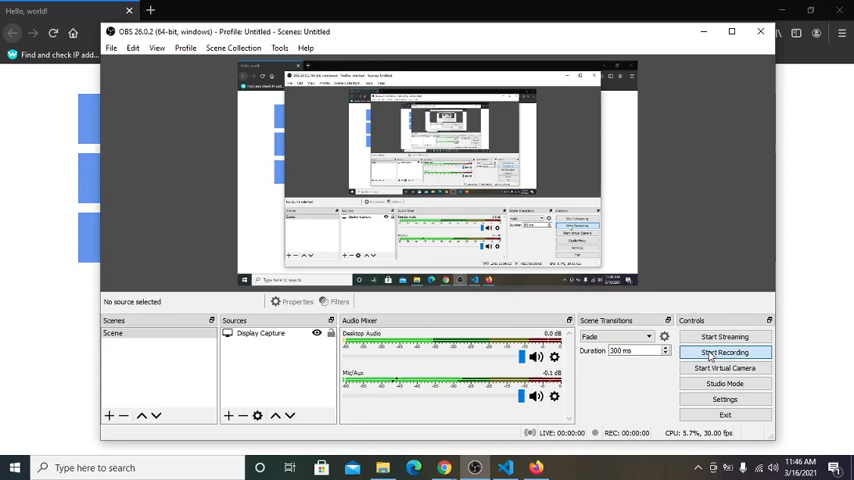 Hello, world!
Find and check IP add...
OBS 26.0.2 (64-bit, windows) - Profile: Untitled - Scenes: Untitled
File Edit View Profile Scene Collection Tools Help
No source selected
Properties
Filters
Scenes
Scene
Sources
Display Capture
Audio Mixer
Desktop Audio
0.0 dB
Mic/Aux
-0.1 dB
Scene Transitions
Fade
Duration 300 ms
Controls
Start Streaming
Start Recording
Start Virtual Camera
Studio Mode
Settings
Exit
LIVE: 00:00:00
REC: 00:00:00
CPU: 5.7%, 30.00 fps
Type here to search
11:46 AM
3/16/2021